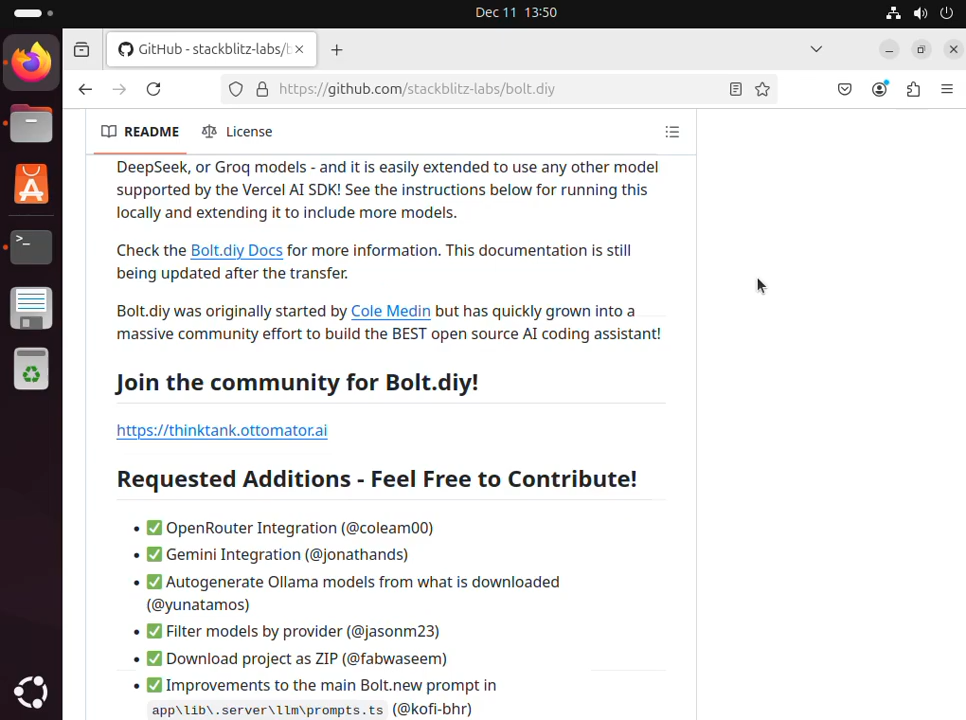 Dec 11 13:50
GitHub - stackblitz-labs/b
https://github.com/stackblitz-labs/bolt.diy
README
License
DeepSeek, or Groq models - and it is easily extended to use any other model
supported by the Vercel AI SDK! See the instructions below for running this
locally and extending it to include more models.
Check the Bolt.diy Docs for more information. This documentation is still
being updated after the transfer.
Bolt.diy was originally started by Cole Medin but has quickly grown into a
massive community effort to build the BEST open source AI coding assistant!
Join the community for Bolt.diy!
https://thinktank.ottomator.ai
Requested Additions - Feel Free to Contribute!
• ✅ OpenRouter Integration (@coleam00)
• ✅ Gemini Integration (@jonathands)
• ✅ Autogenerate Ollama models from what is downloaded
(@yunatamos)
• ✅ Filter models by provider (@jasonm23)
• ✅ Download project as ZIP (@fabwaseem)
• ✅ Improvements to the main Bolt.new prompt in
app\lib\.server\llm\prompts.ts (@kofi-bhr)